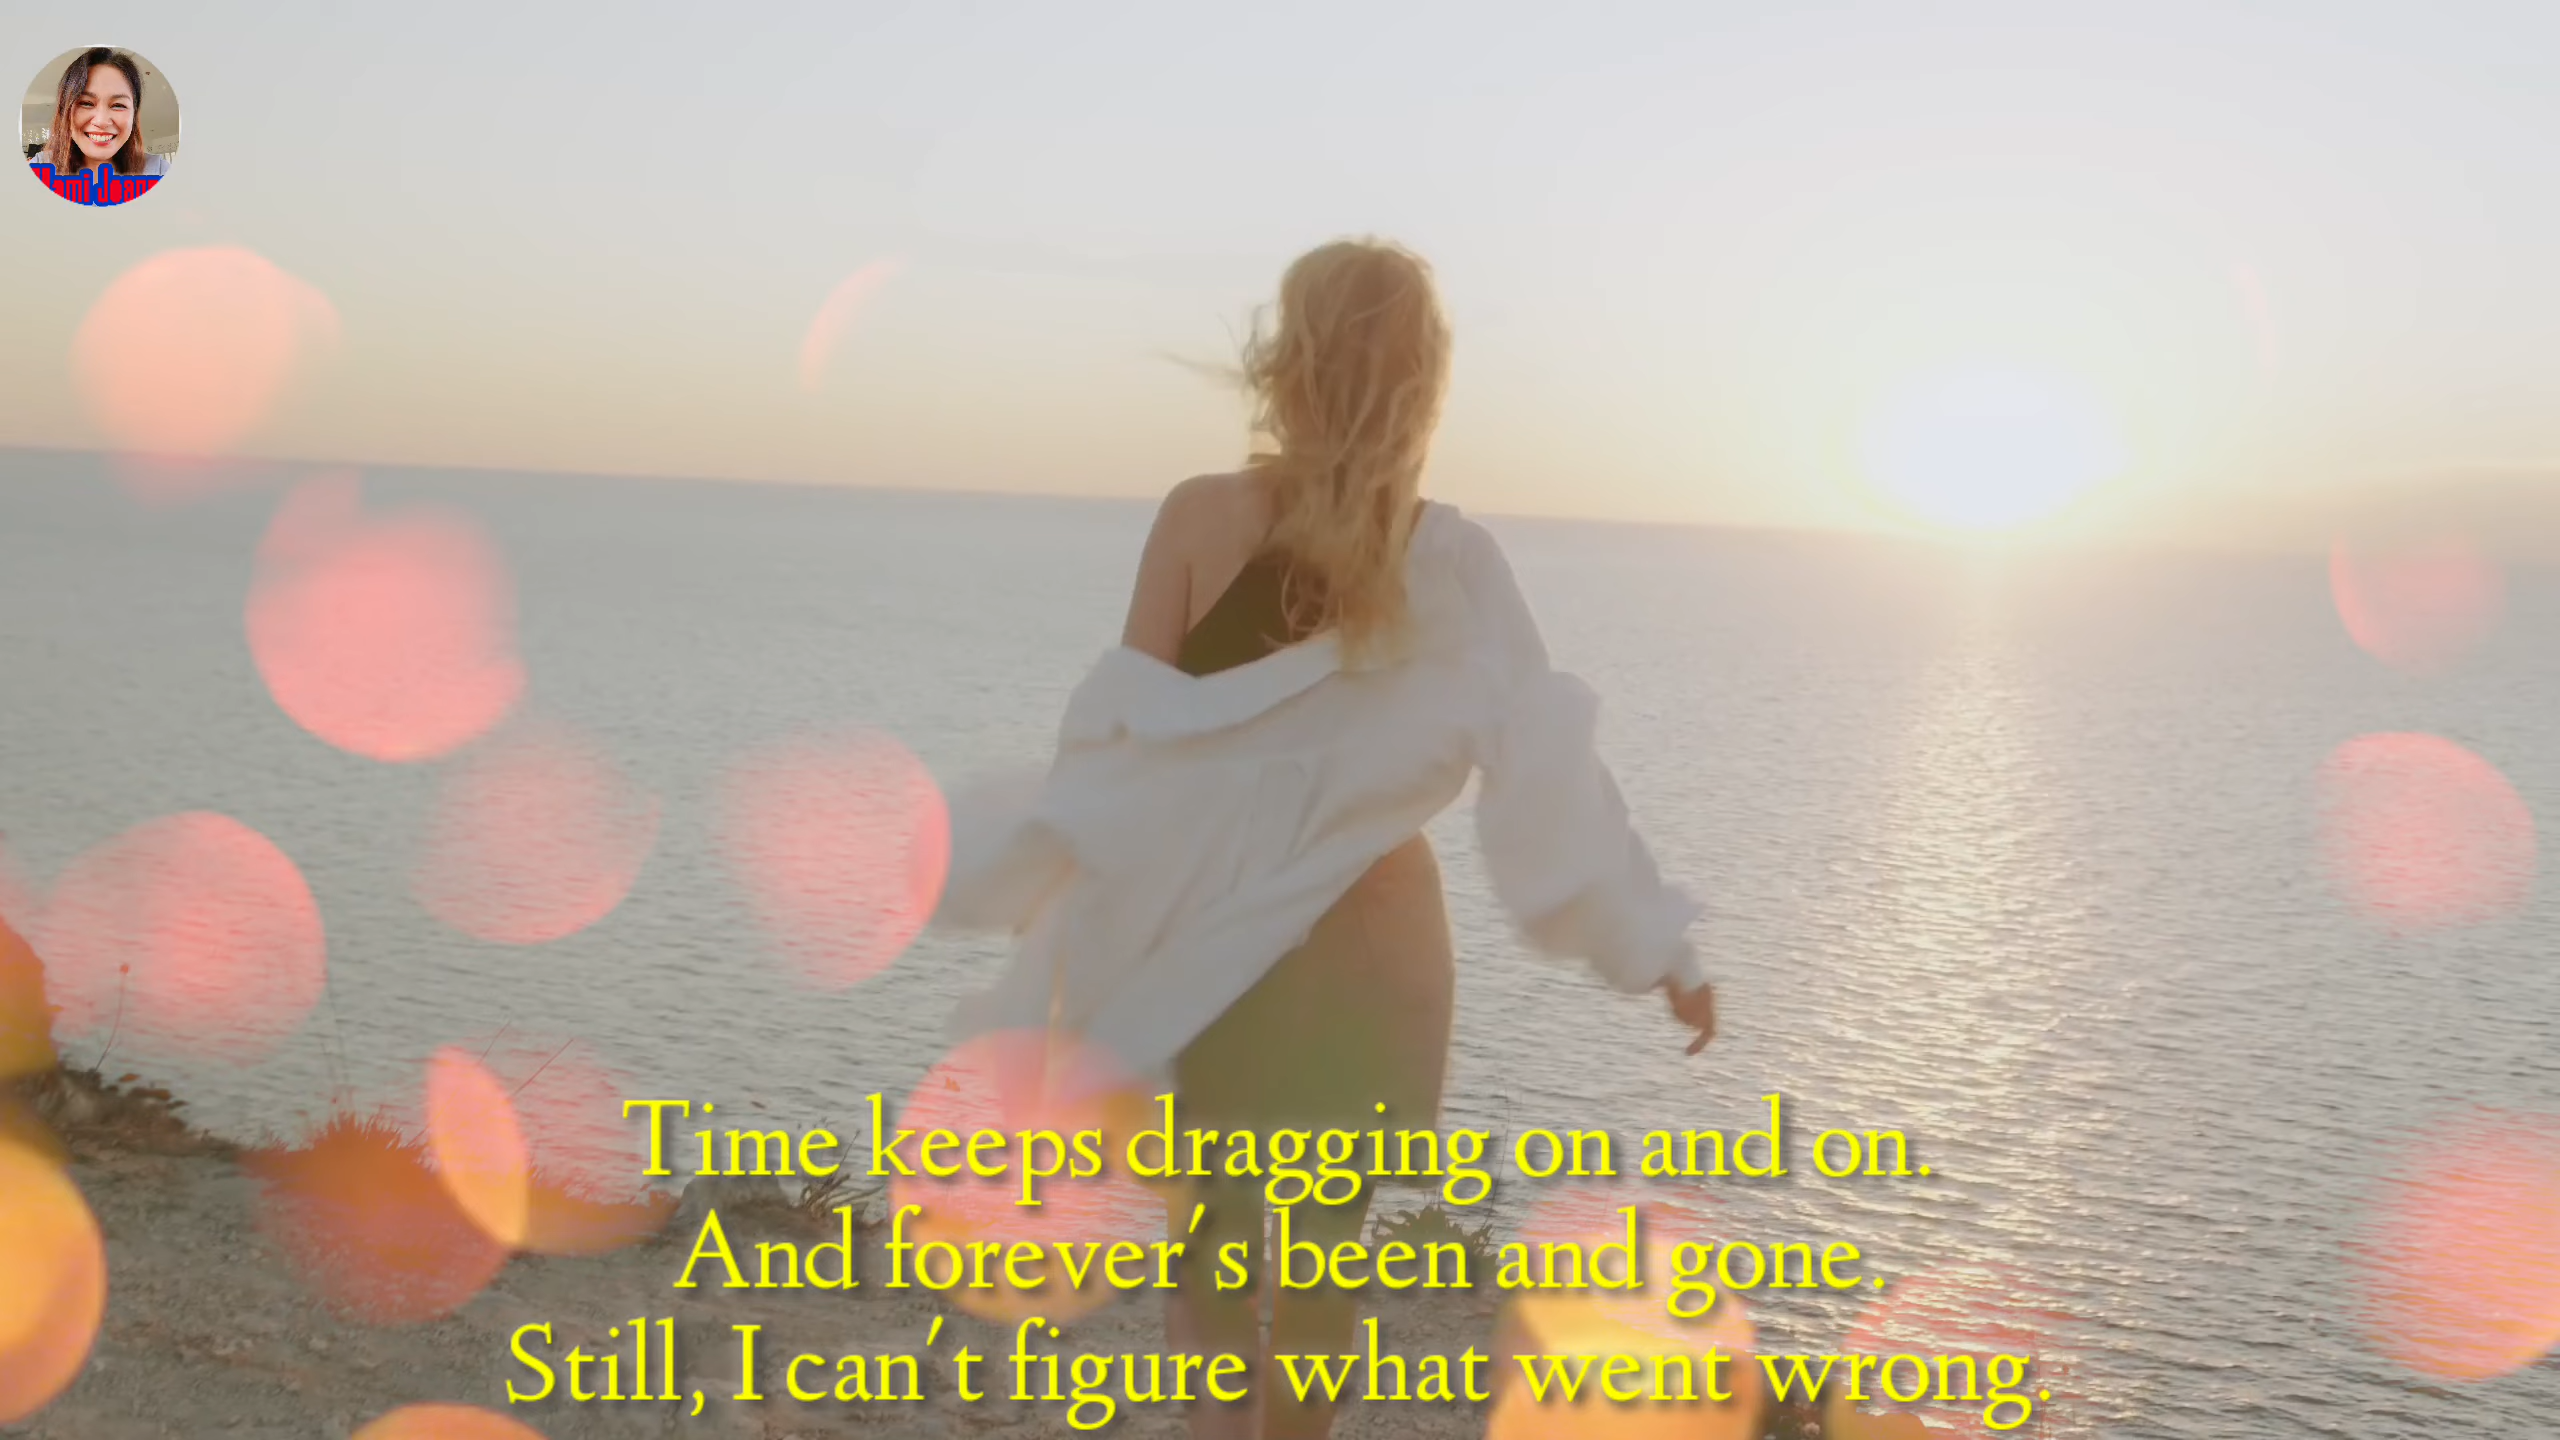 Time keeps dragging on and on.
And forever's been and gone.
Still, I can't figure what went wrong.